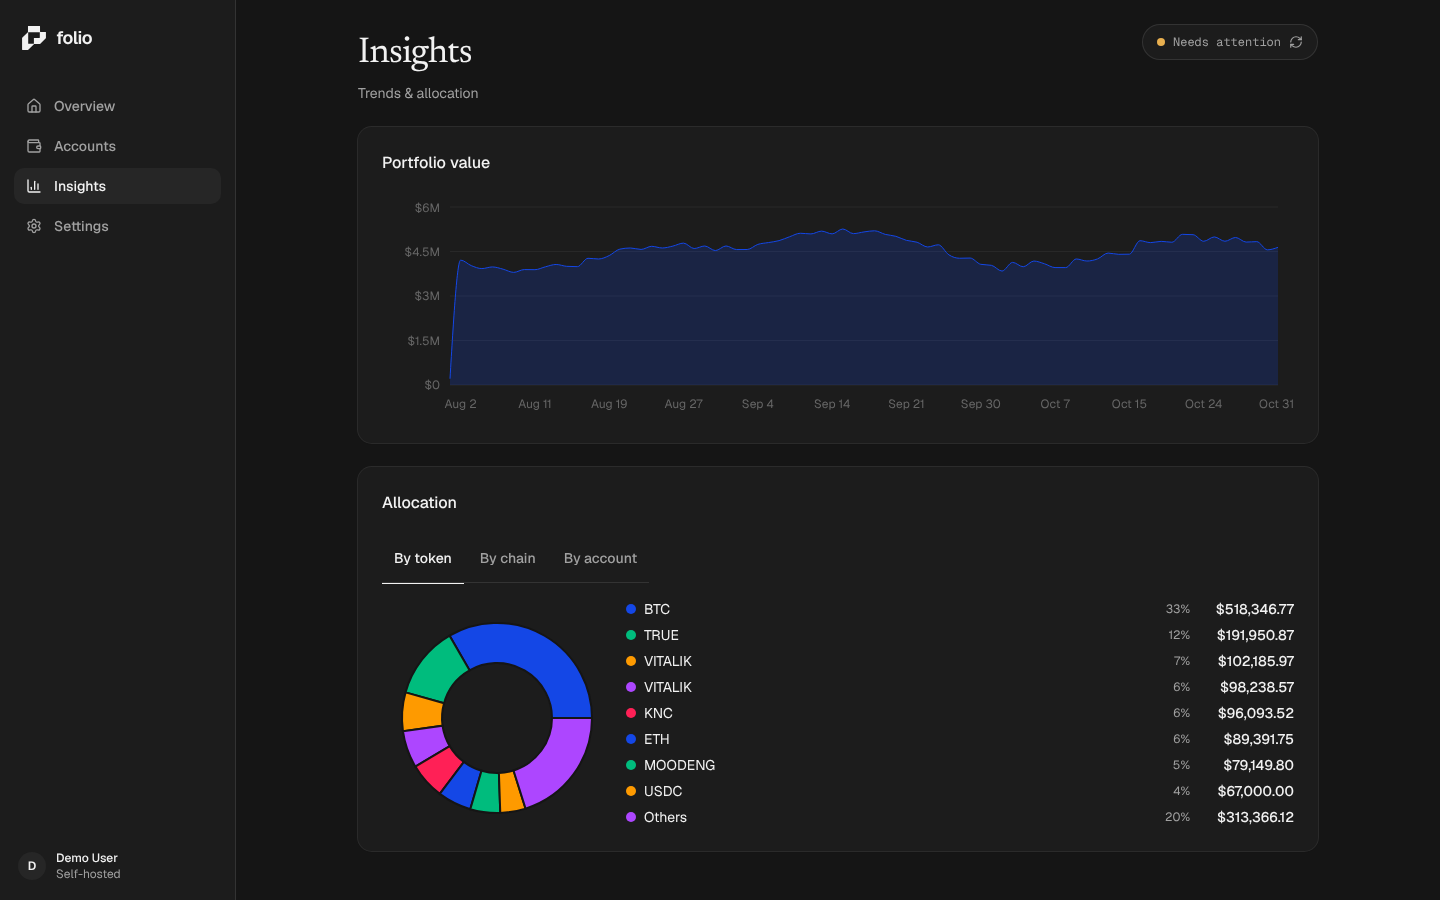 folio
Overview
Accounts
Insights
Settings
Demo User
Self-hosted
D
Insights
Trends & allocation
Needs attention
Portfolio value
$6M
$4.5M
$3M
$1.5M
$0
Aug 2 Aug 11 Aug 19 Aug 27 Sep 4 Sep 14 Sep 21 Sep 30 Oct 7 Oct 15 Oct 24 Oct 31
Allocation
By token By chain By account
BTC 33% $518,346.77
TRUE 12% $191,950.87
VITALIK 7% $102,185.97
VITALIK 6% $98,238.57
KNC 6% $96,093.52
ETH 6% $89,391.75
MOODENG 5% $79,149.80
USDC 4% $67,000.00
Others 20% $313,366.12